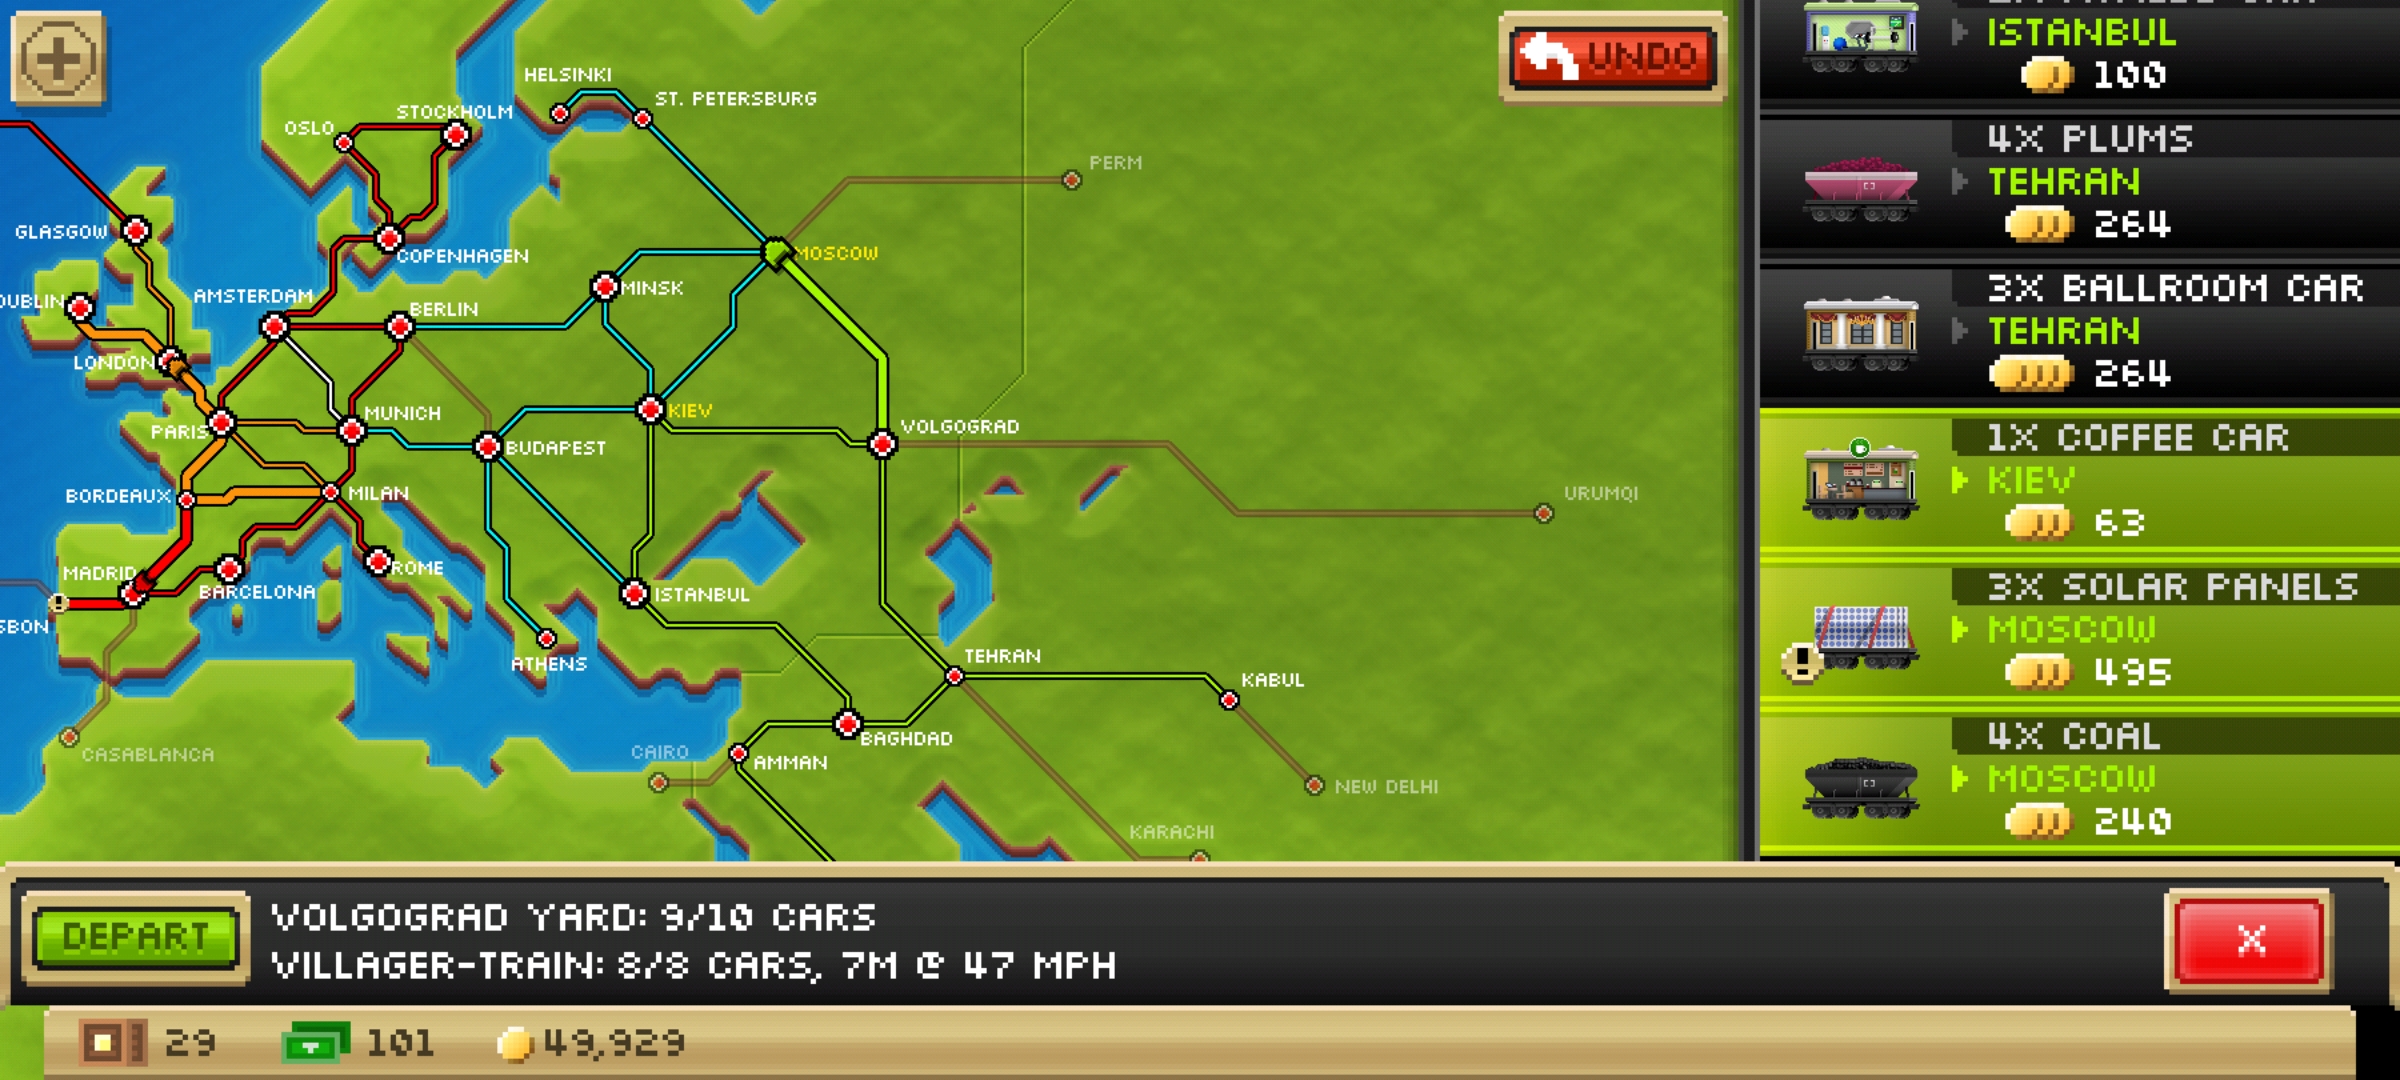 ISTANBUL
100
UNDO
HELSINKI
ST. PETERSBURG
STOCKHOLM
OSLO
4X PLUMS
TEHRAN
264
PERM
GLASGOW
COPENHAGEN
MOSCOW
MINSK
AMSTERDAM
BERLIN
3X BALLROOM CAR
TEHRAN
264
LONDON
MUNICH
KIEV
PARIS
BUDAPEST
VOLGOGRAD
1X COFFEE CAR
KIEV
63
BORDEAUX
MILAN
URUMQI
MADRID
ROME
BARCELONA
ISTANBUL
3X SOLAR PANELS
MOSCOW
495
ATHENS
TEHRAN
KABUL
CASABLANCA
CAIRO
AMMAN
BAGHDAD
NEW DELHI
KARACHI
4X COAL
MOSCOW
240
DEPART
VOLGOGRAD YARD: 9/10 CARS
VILLAGER-TRAIN: 8/8 CARS, 7M @ 47 MPH
X
29
101
49,929